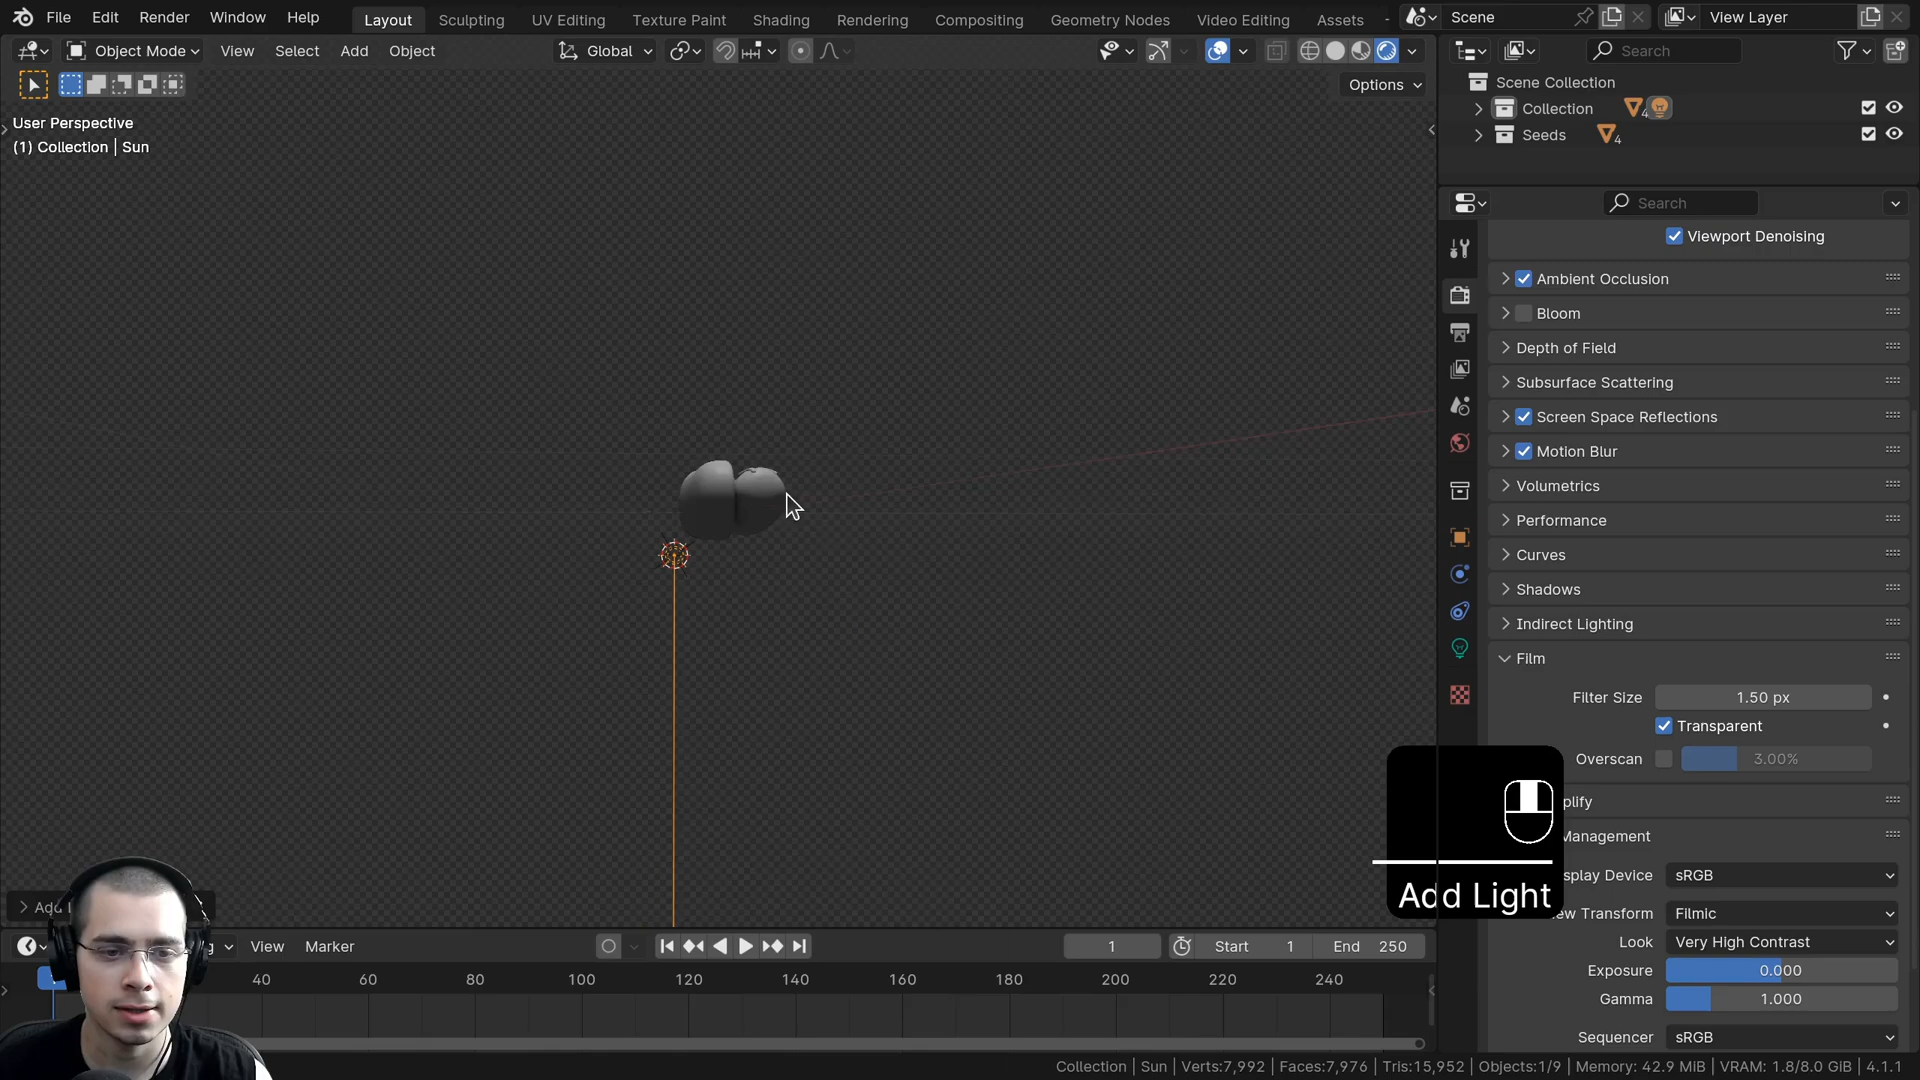 File Edit Render Window Help Layout Sculpting UV Editing Texture Paint Shading Rendering Compositing Geometry Nodes Video Editing Assets Scene View Layer
Object Mode View Select Add Object Global Search
Options
User Perspective
(1) Collection | Sun
Scene Collection
Collection 4
Seeds 4
Search
Viewport Denoising
Ambient Occlusion
Bloom
Depth of Field
Subsurface Scattering
Screen Space Reflections
Motion Blur
Volumetrics
Performance
Curves
Shadows
Indirect Lighting
Film
Filter Size 1.50 px
Transparent
Overscan 3.00%
plify
Management
splay Device sRGB
ew Transform Filmic
Look Very High Contrast
Exposure 0.000
Gamma 1.000
Sequencer sRGB
Add Light
Add L
g View Marker 1 Start 1 End 250
40 60 80 100 120 140 160 180 200 220 240
Collection | Sun | Verts:7,992 | Faces:7,976 | Tris:15,952 | Objects:1/9 | Memory: 42.9 MiB | VRAM: 1.8/8.0 GiB | 4.1.1